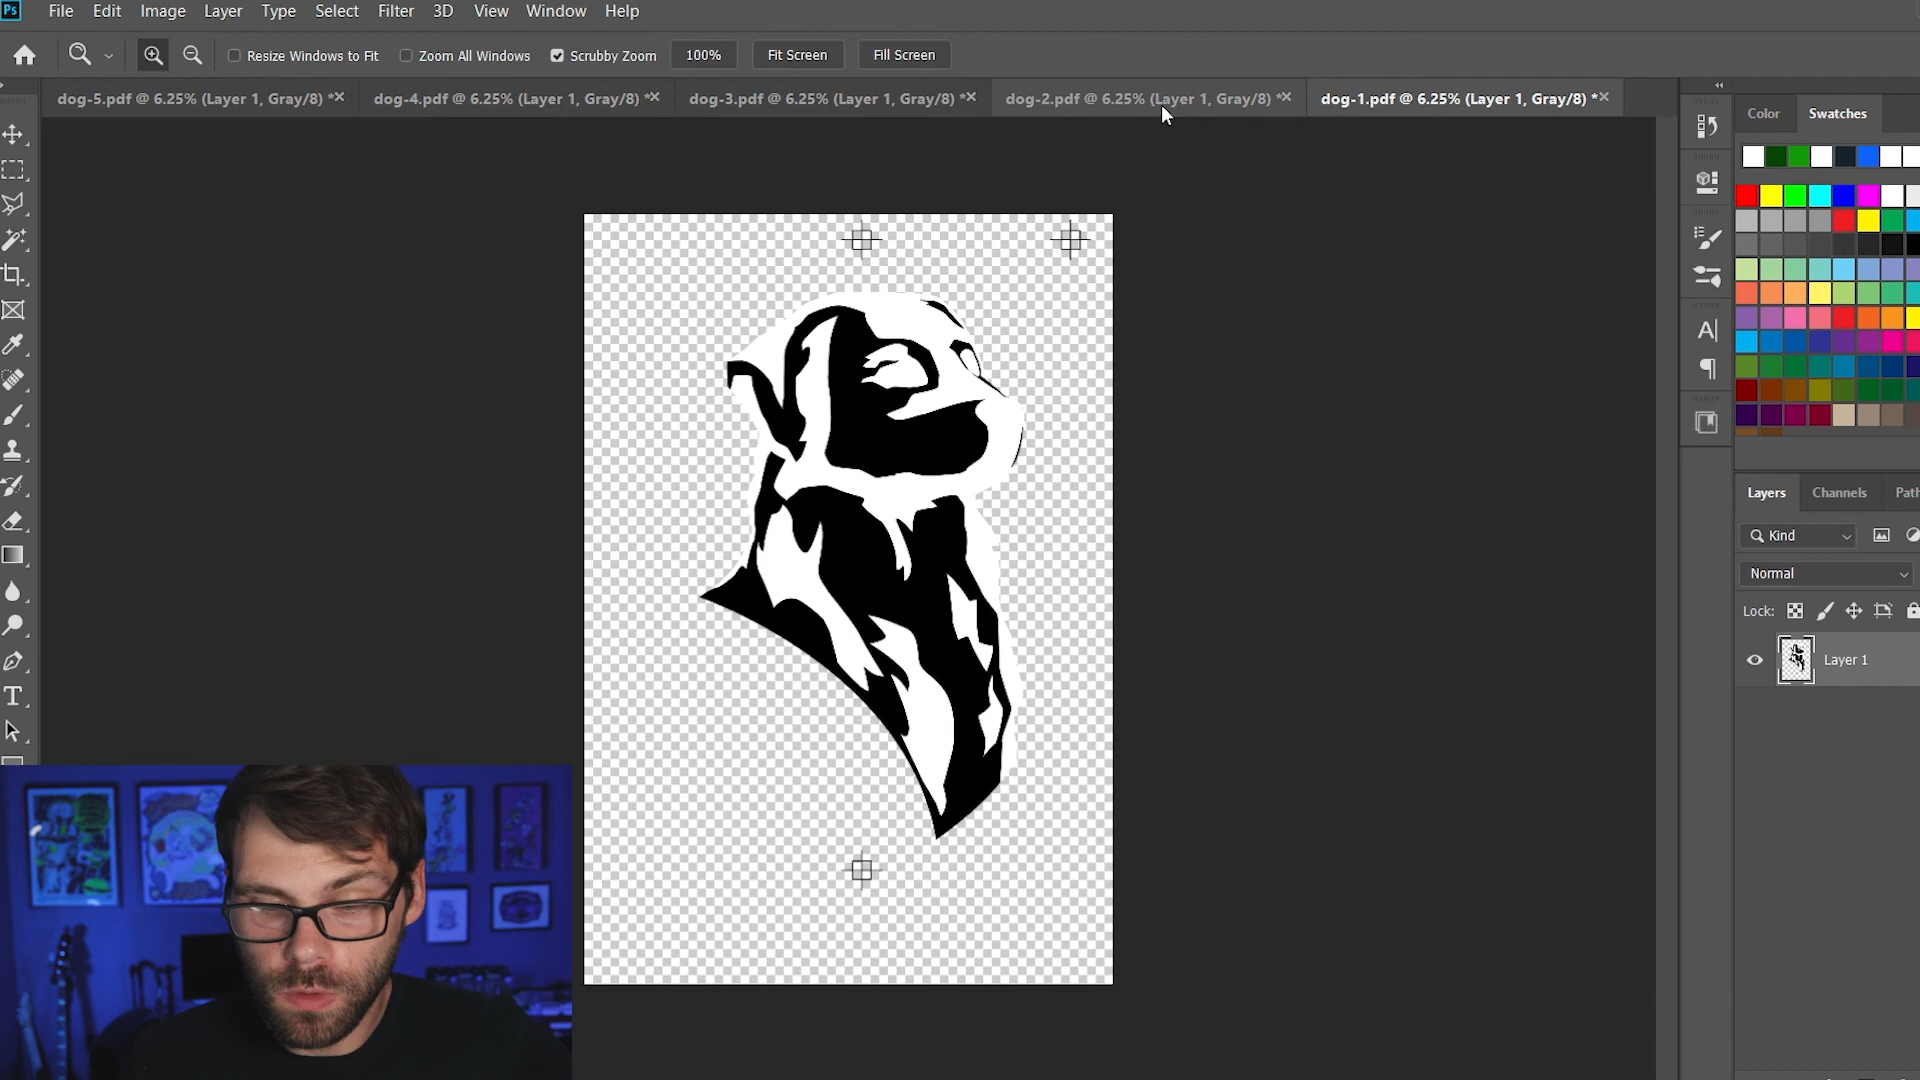 Ps File Edit Image Layer Type Select Filter 3D View Window Help
Resize Windows to Fit Zoom All Windows Scrubby Zoom 100% Fit Screen Fill Screen
dog-5.pdf @ 6.25% (Layer 1, Gray/8) * dog-4.pdf @ 6.25% (Layer 1, Gray/8) * dog-3.pdf @ 6.25% (Layer 1, Gray/8) * dog-2.pdf @ 6.25% (Layer 1, Gray/8) * dog-1.pdf @ 6.25% (Layer 1, Gray/8) *
Color Swatches
Layers Channels Path
Kind
Normal
Lock:
Layer 1